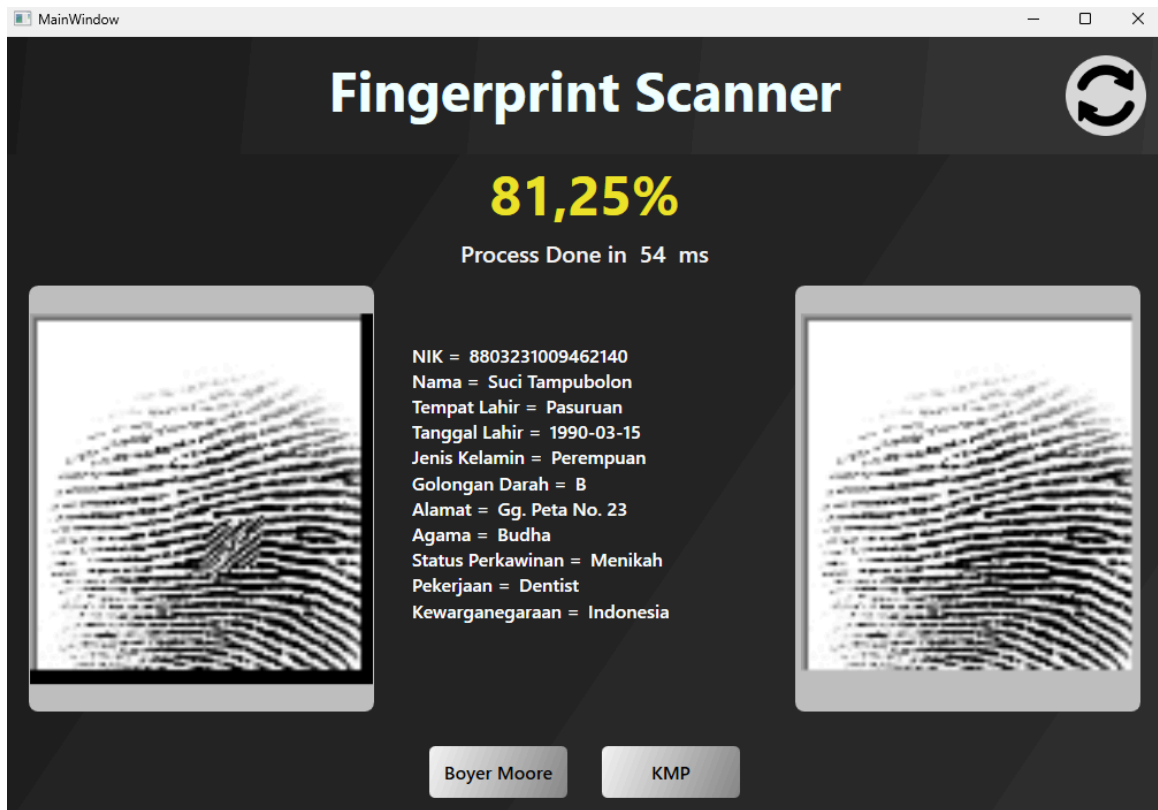 MainWindow
Fingerprint Scanner
81,25%
Process Done in 54 ms
NIK = 8803231009462140
Nama = Suci Tampubolon
Tempat Lahir = Pasuruan
Tanggal Lahir = 1990-03-15
Jenis Kelamin = Perempuan
Golongan Darah = B
Alamat = Gg. Peta No. 23
Agama = Budha
Status Perkawinan = Menikah
Pekerjaan = Dentist
Kewarganegaraan = Indonesia
Boyer Moore
KMP